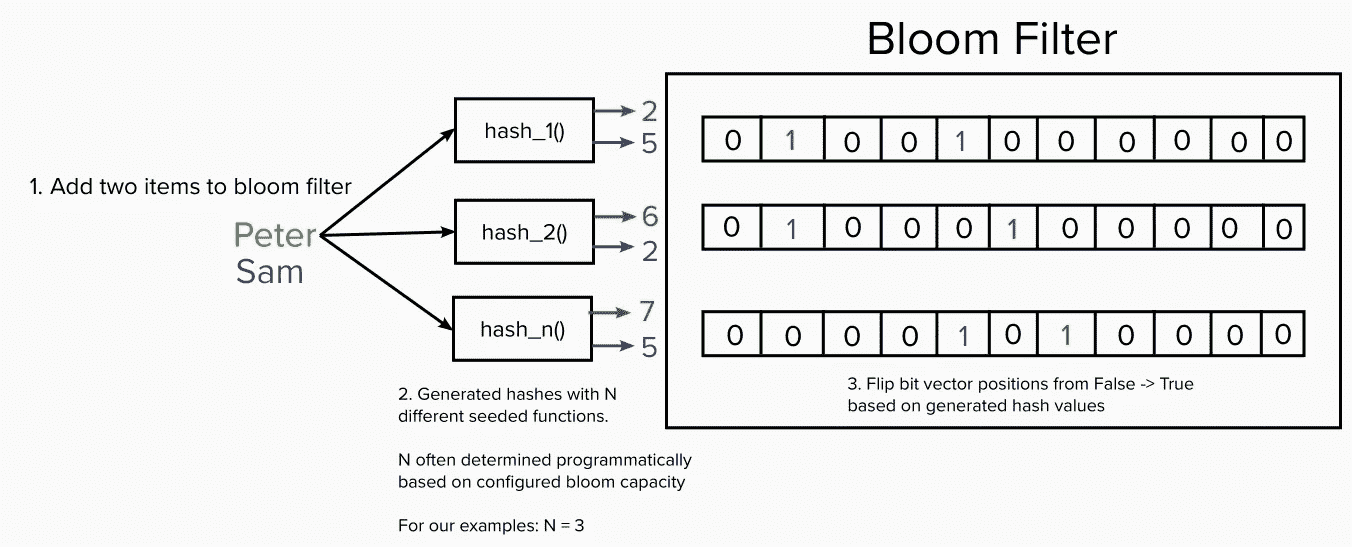 Bloom Filter
1. Add two items to bloom filter
Peter
Sam
hash_1()
2
5
hash_2()
6
2
hash_n()
7
5
2. Generated hashes with N
different seeded functions.
N often determined programmatically
based on configured bloom capacity
For our examples: N = 3
0 1 0 0 1 0 0 0 0 0 0
0 1 0 0 0 1 0 0 0 0 0
0 0 0 0 1 0 1 0 0 0 0
3. Flip bit vector positions from False -> True
based on generated hash values